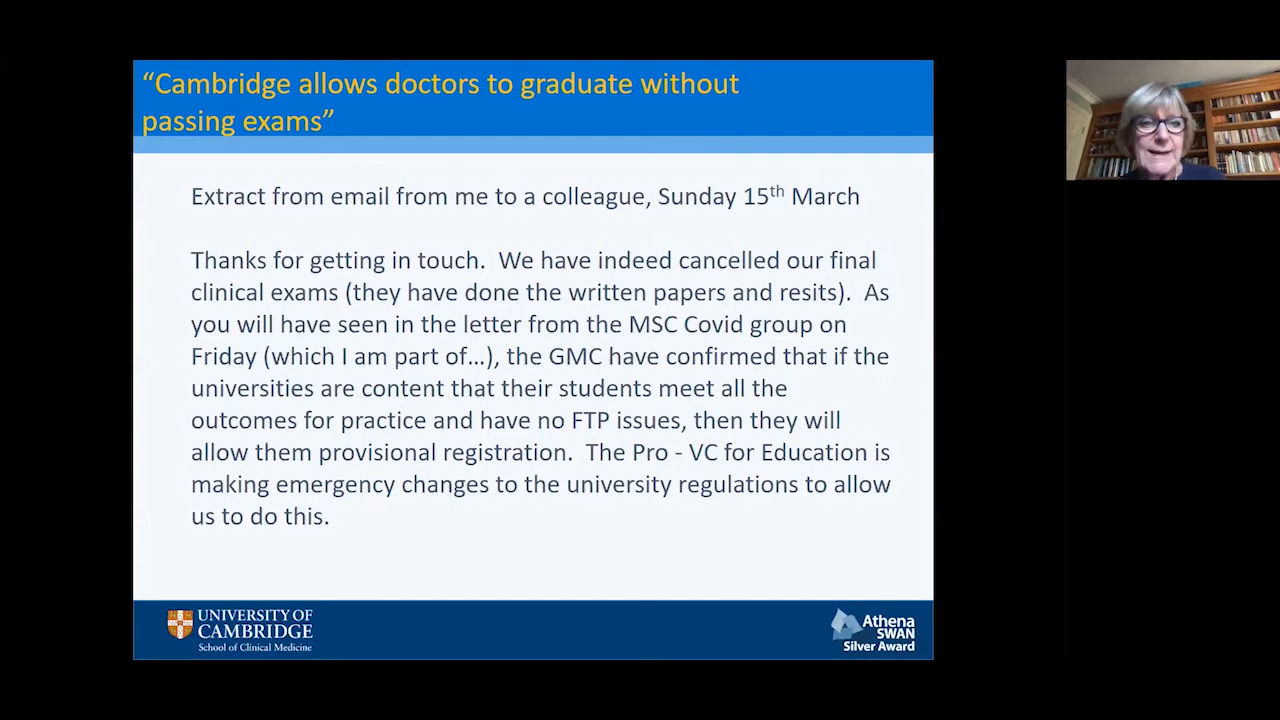 “Cambridge allows doctors to graduate without
passing exams”
Extract from email from me to a colleague, Sunday 15th March
Thanks for getting in touch.  We have indeed cancelled our final
clinical exams (they have done the written papers and resits).  As
you will have seen in the letter from the MSC Covid group on
Friday (which I am part of…), the GMC have confirmed that if the
universities are content that their students meet all the
outcomes for practice and have no FTP issues, then they will
allow them provisional registration.  The Pro - VC for Education is
making emergency changes to the university regulations to allow
us to do this.
UNIVERSITY OF
CAMBRIDGE
School of Clinical Medicine
Athena
SWAN
Silver Award